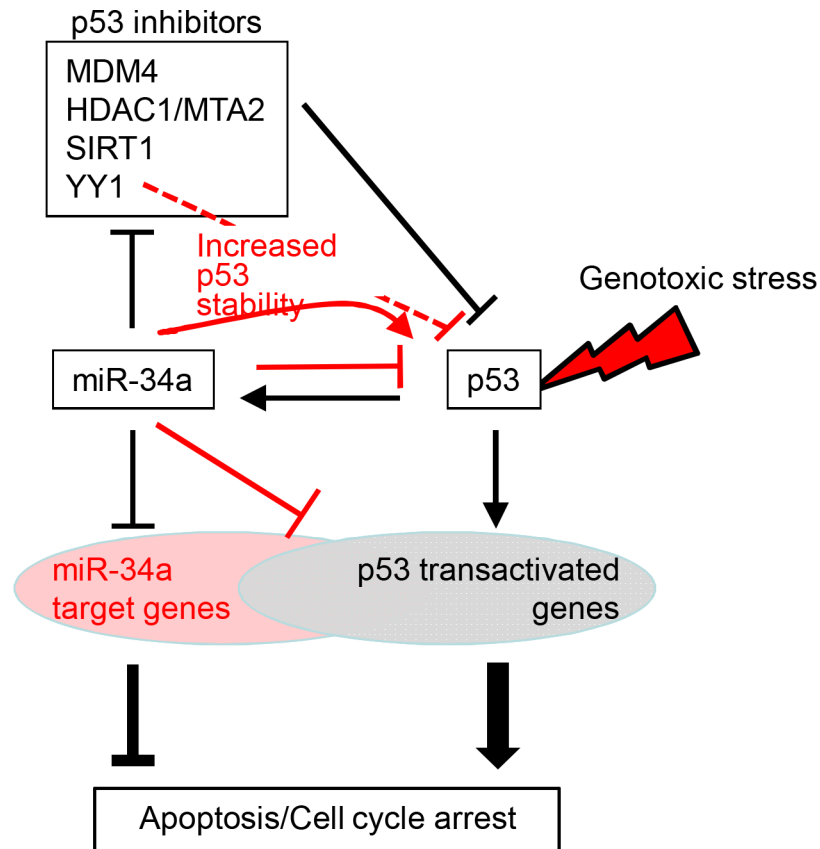 p53 inhibitors
MDM4
HDAC1/MTA2
SIRT1
YY1
Increased
p53
stability
Genotoxic stress
miR-34a
p53
miR-34a
target genes
p53 transactivated
genes
Apoptosis/Cell cycle arrest